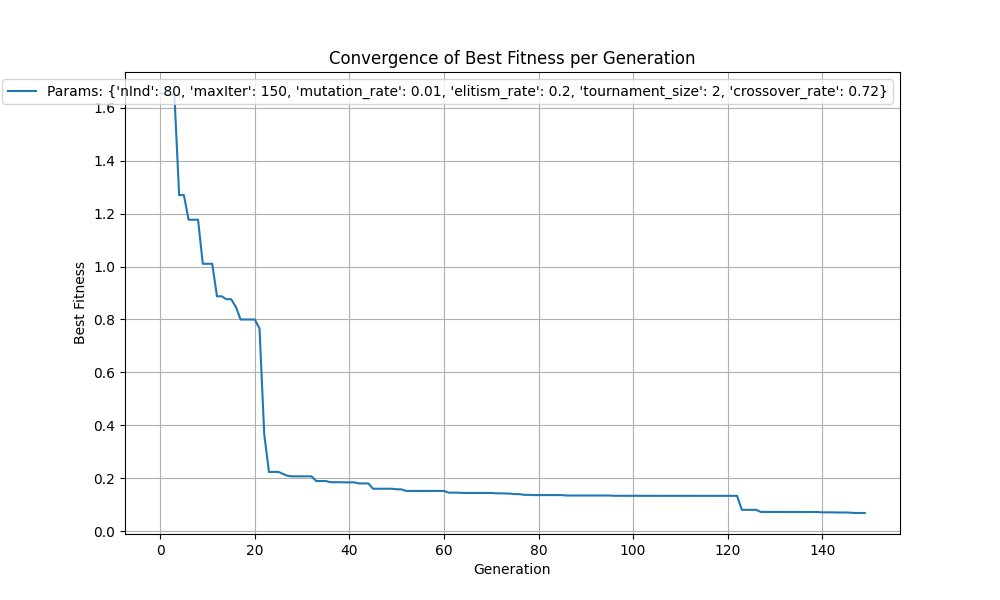 Convergence of Best Fitness per Generation
Params: {'nInd': 80, 'maxIter': 150, 'mutation_rate': 0.01, 'elitism_rate': 0.2, 'tournament_size': 2, 'crossover_rate': 0.72}
1.6
1.4
1.2
1.0
0.8
0.6
0.4
0.2
0.0
Best Fitness
0 20 40 60 80 100 120 140
Generation